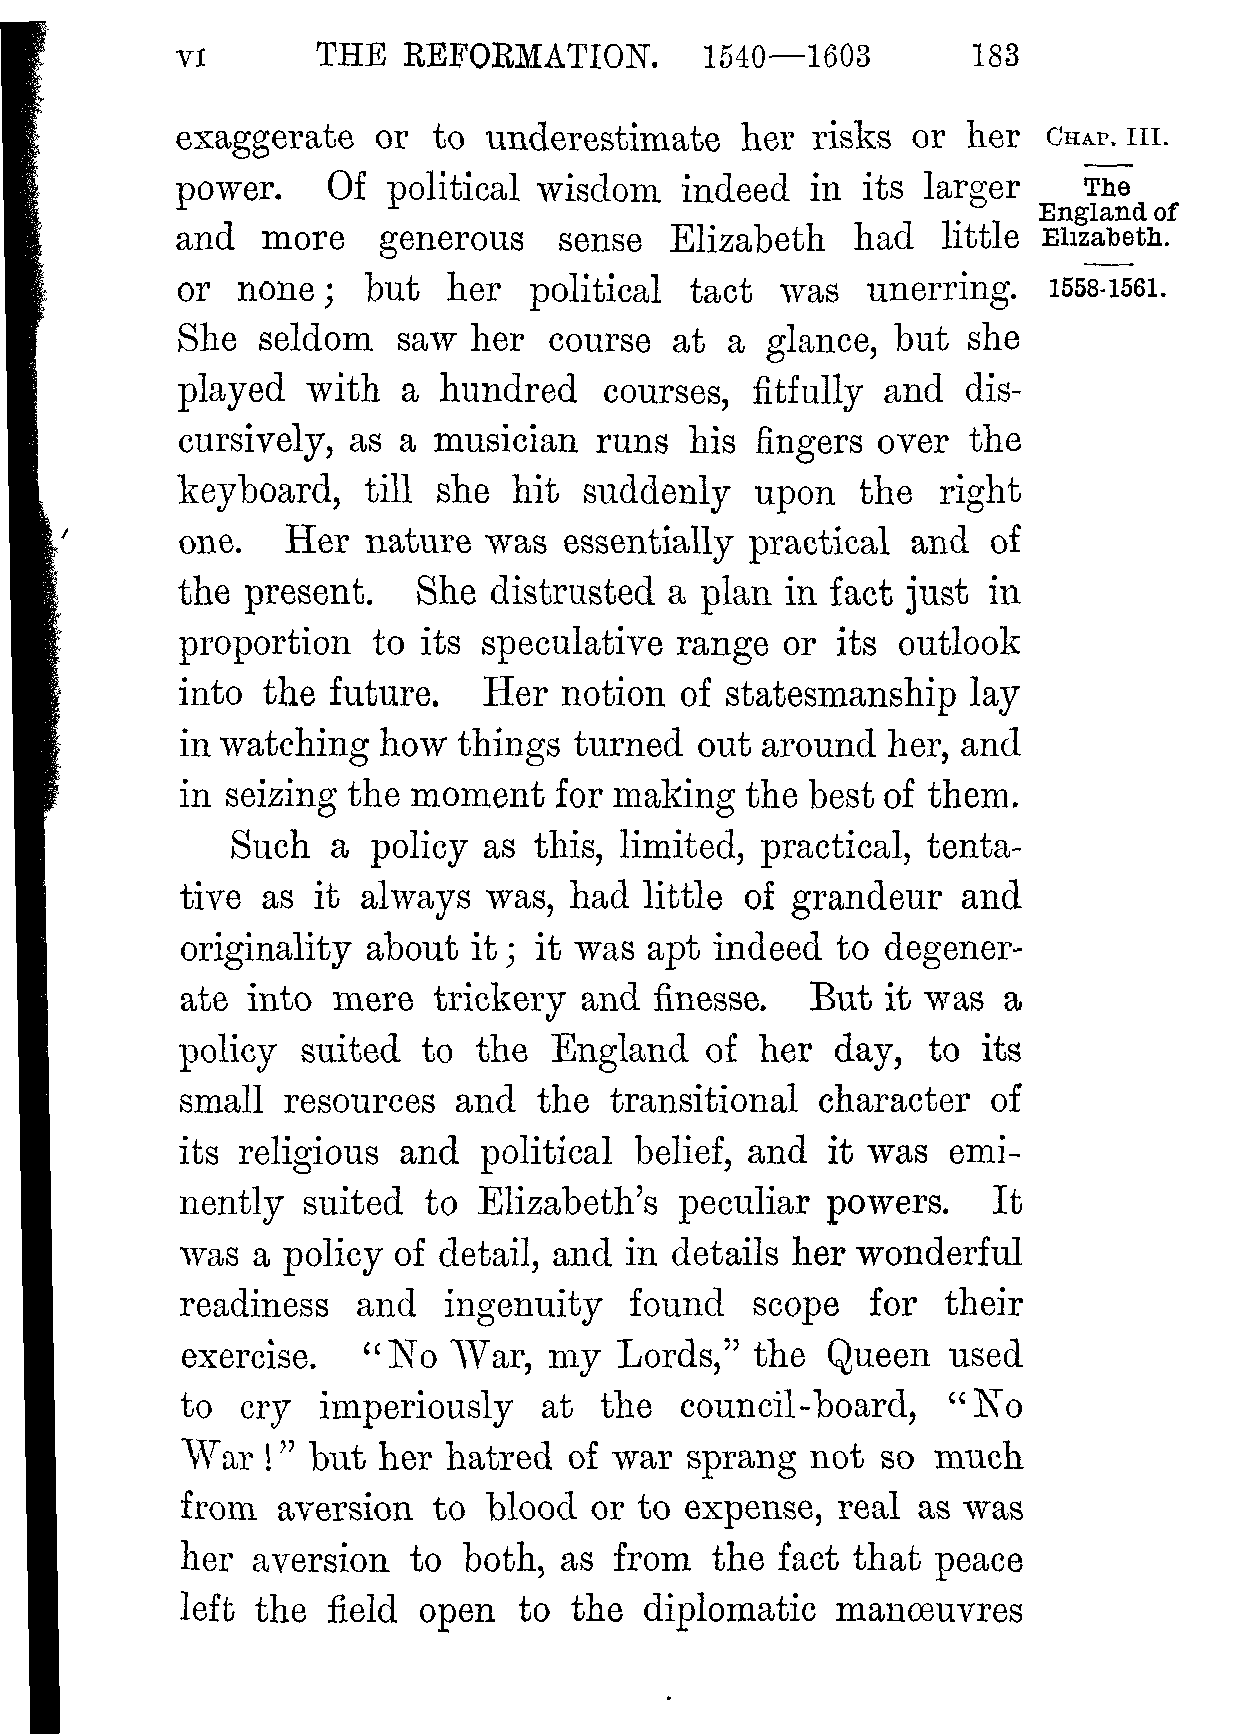 VI THE REFORMATION. 1540—1603 183
exaggerate or to underestimate her risks or her
power. Of political wisdom indeed in its larger
and more generous sense Elizabeth had little
or none; but her political tact was unerring.
She seldom saw her course at a glance, but she
played with a hundred courses, fitfully and dis-
cursively, as a musician runs his fingers over the
keyboard, till she hit suddenly upon the right
one. Her nature was essentially practical and of
the present. She distrusted a plan in fact just in
proportion to its speculative range or its outlook
into the future. Her notion of statesmanship lay
in watching how things turned out around her, and
in seizing the moment for making the best of them.
Such a policy as this, limited, practical, tenta-
tive as it always was, had little of grandeur and
originality about it; it was apt indeed to degener-
ate into mere trickery and finesse. But it was a
policy suited to the England of her day, to its
small resources and the transitional character of
its religious and political belief, and it was emi-
nently suited to Elizabeth's peculiar powers. It
was a policy of detail, and in details her wonderful
readiness and ingenuity found scope for their
exercise. "No War, my Lords," the Queen used
to cry imperiously at the council-board, "No
War!" but her hatred of war sprang not so much
from aversion to blood or to expense, real as was
her aversion to both, as from the fact that peace
left the field open to the diplomatic manœuvres
CHAP. III.
The
England of
Elizabeth.
1558-1561.